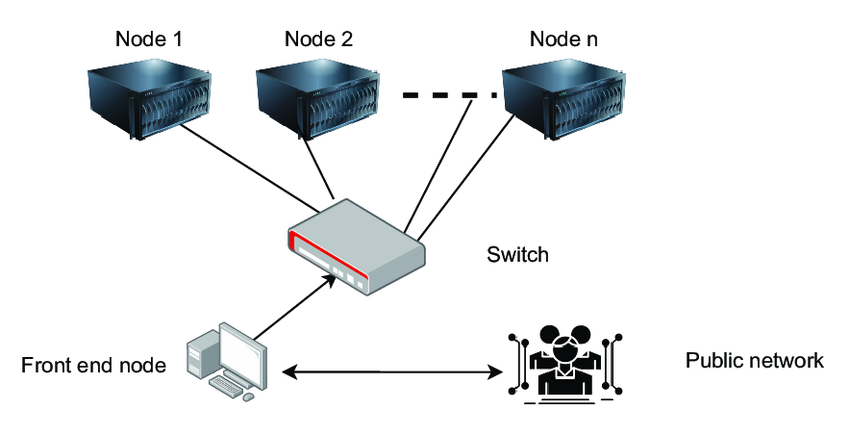 Node 1
Node 2
Node n
Switch
Front end node
Public network